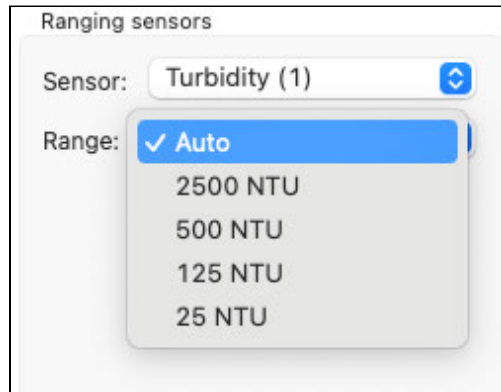 Ranging sensors
Sensor: Turbidity (1)
Range: ✓ Auto
2500 NTU
500 NTU
125 NTU
25 NTU